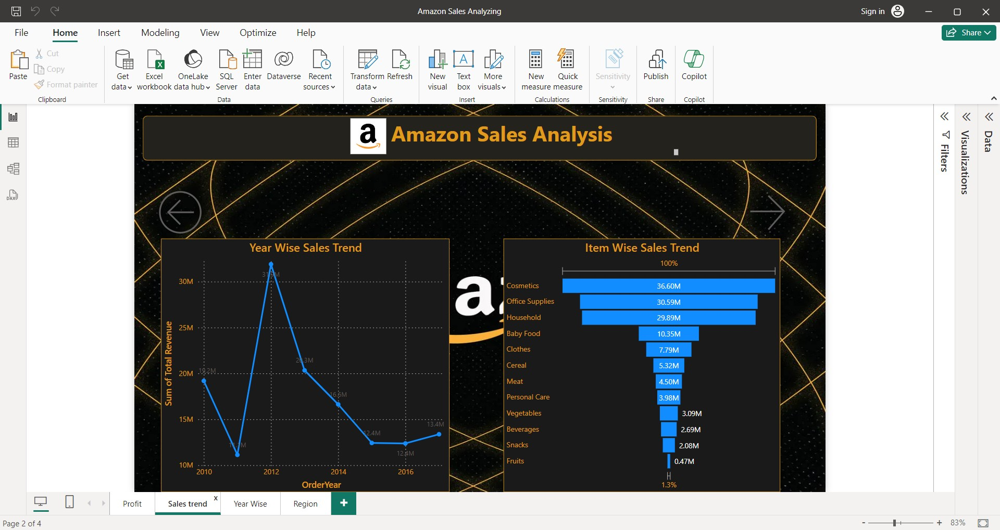 Amazon Sales Analyzing
Sign in
File Home Insert Modeling View Optimize Help
Share
Paste
Cut
Copy
Format painter
Clipboard
Get data
Excel workbook
OneLake data hub
SQL Server
Enter data
Dataverse
Recent sources
Data
Transform data
Refresh
Queries
New visual
Text box
More visuals
Insert
New measure
Quick measure
Calculations
Sensitivity
Sensitivity
Publish
Share
Copilot
Copilot
DAX
a Amazon Sales Analysis
Year Wise Sales Trend
Sum of Total Revenue
30M
25M
20M
15M
10M
19.2M
20.3M
16.6M
12.4M
12.4M
13.4M
2010 2012 2014 2016
OrderYear
Item Wise Sales Trend
100%
Cosmetics 36.60M
Office Supplies 30.59M
Household 29.89M
Baby Food 10.35M
Clothes 7.79M
Cereal 5.32M
Meat 4.50M
Personal Care 3.98M
Vegetables 3.09M
Beverages 2.69M
Snacks 2.08M
Fruits 0.47M
1.3%
Filters
Visualizations
Data
Profit
Sales trend
Year Wise
Region
Page 2 of 4
83%